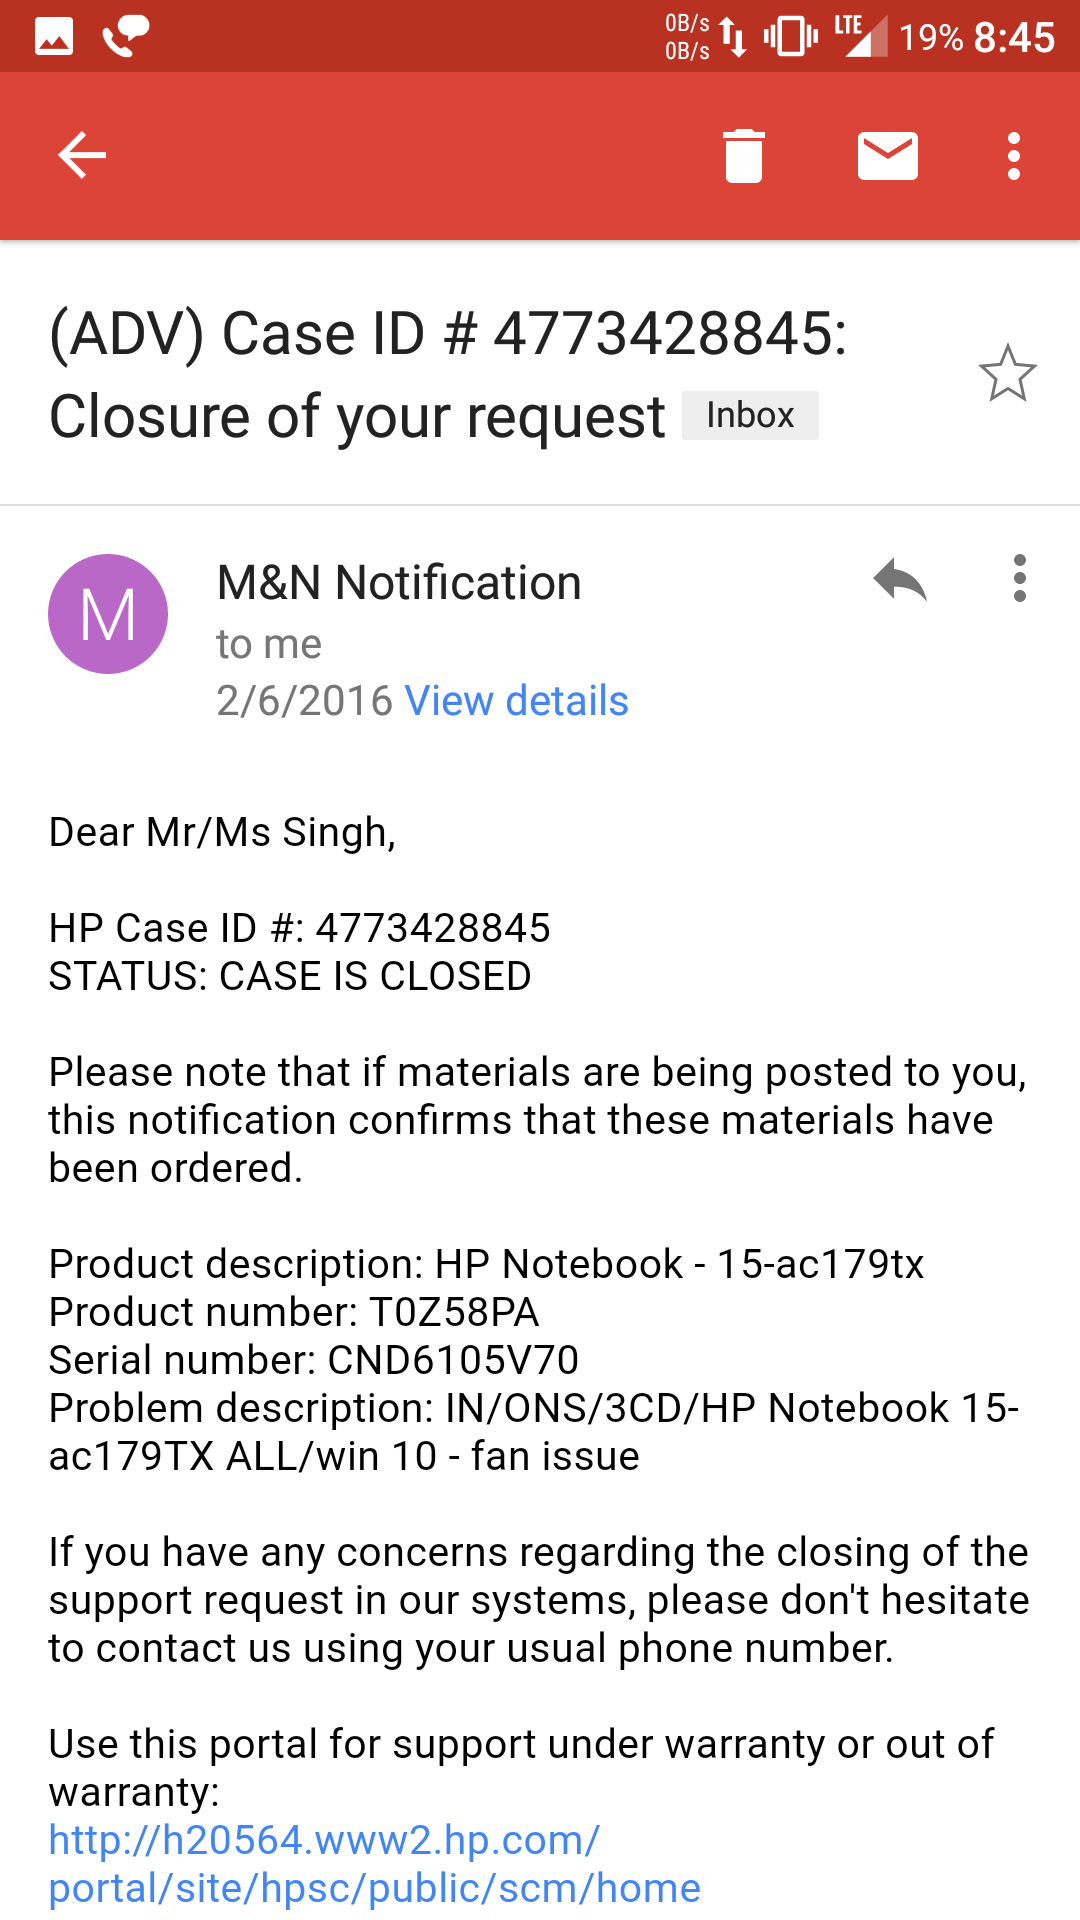 0B/s
0B/s
LTE
19% 8:45
(ADV) Case ID # 4773428845:
Closure of your request Inbox
M
M&N Notification
to me
2/6/2016 View details
Dear Mr/Ms Singh,
HP Case ID #: 4773428845
STATUS: CASE IS CLOSED
Please note that if materials are being posted to you,
this notification confirms that these materials have
been ordered.
Product description: HP Notebook - 15-ac179tx
Product number: T0Z58PA
Serial number: CND6105V70
Problem description: IN/ONS/3CD/HP Notebook 15-
ac179TX ALL/win 10 - fan issue
If you have any concerns regarding the closing of the
support request in our systems, please don't hesitate
to contact us using your usual phone number.
Use this portal for support under warranty or out of
warranty:
http://h20564.www2.hp.com/
portal/site/hpsc/public/scm/home